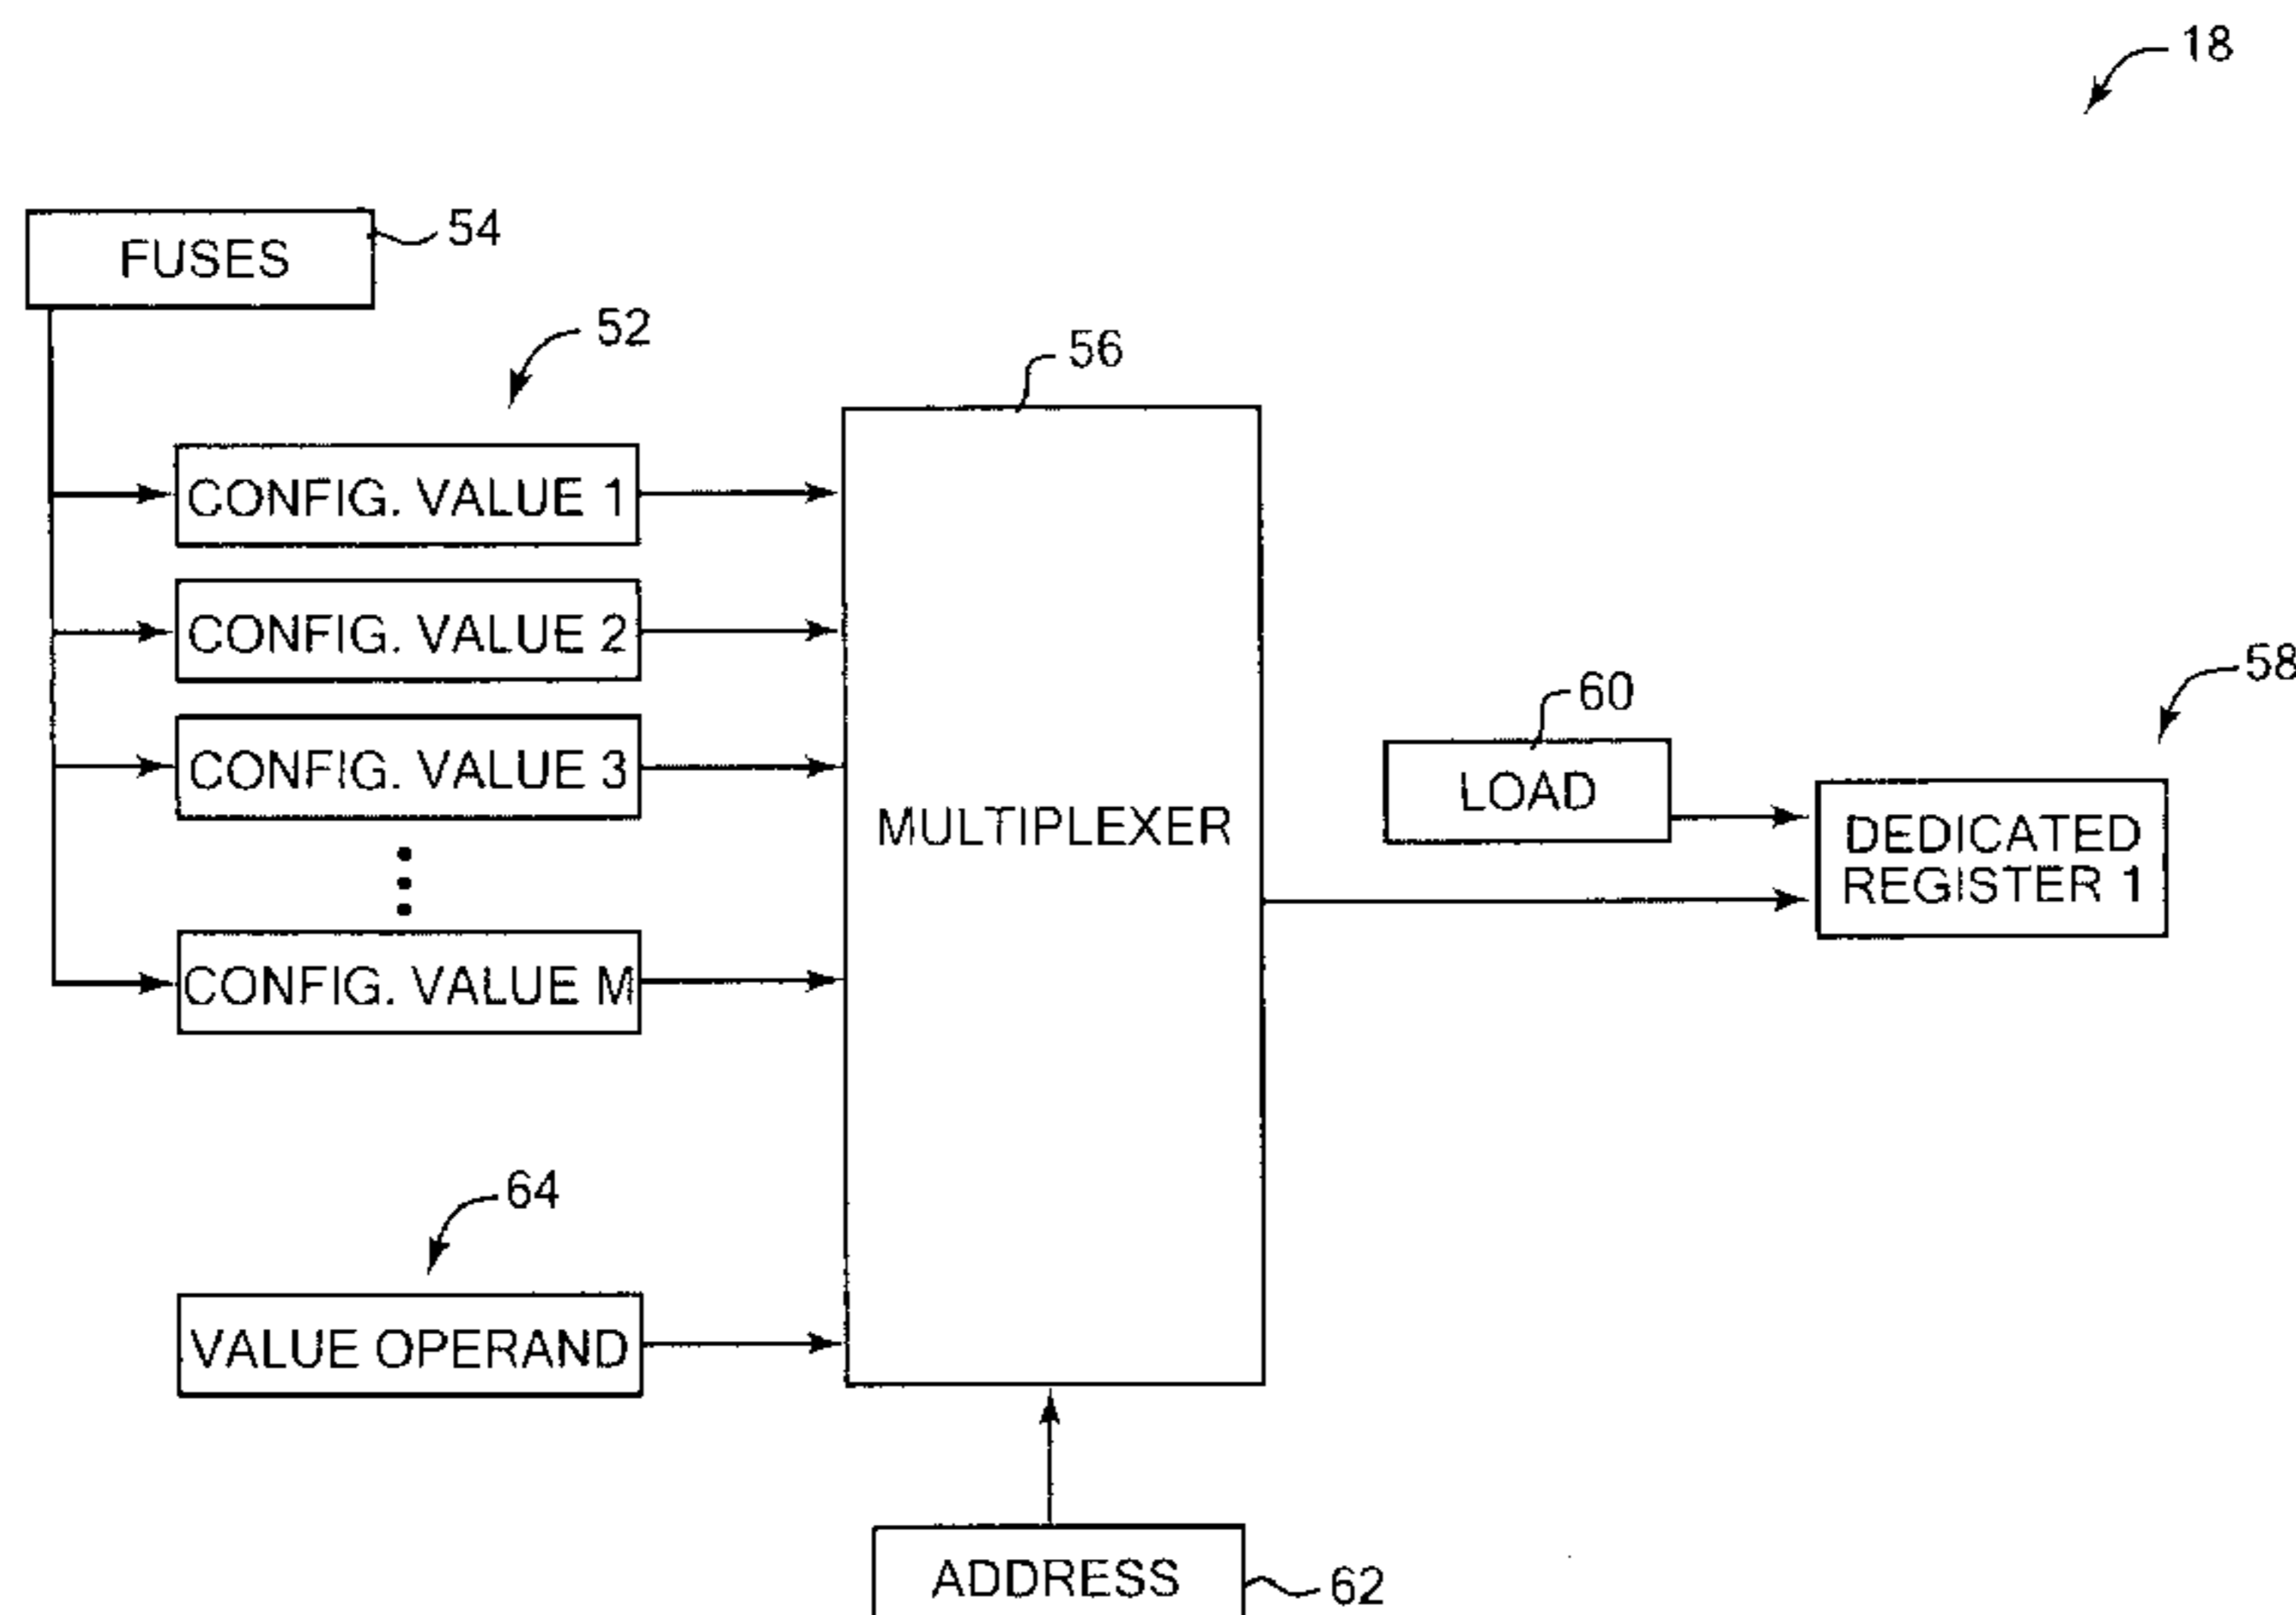 18
FUSES
54
52
56
CONFIG. VALUE 1
CONFIG. VALUE 2
CONFIG. VALUE 3
CONFIG. VALUE M
MULTIPLEXER
60
LOAD
58
DEDICATED
REGISTER 1
64
VALUE OPERAND
ADDRESS
62